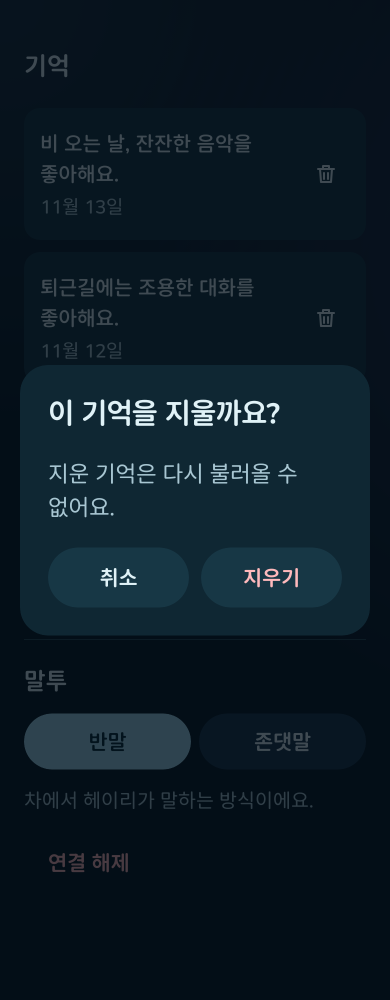 기억
비 오는 날, 잔잔한 음악을
좋아해요.
11월 13일
퇴근길에는 조용한 대화를
좋아해요.
11월 12일
이 기억을 지울까요?
지운 기억은 다시 불러올 수
없어요.
취소
지우기
말투
반말
존댓말
차에서 헤이리가 말하는 방식이에요.
연결 해제